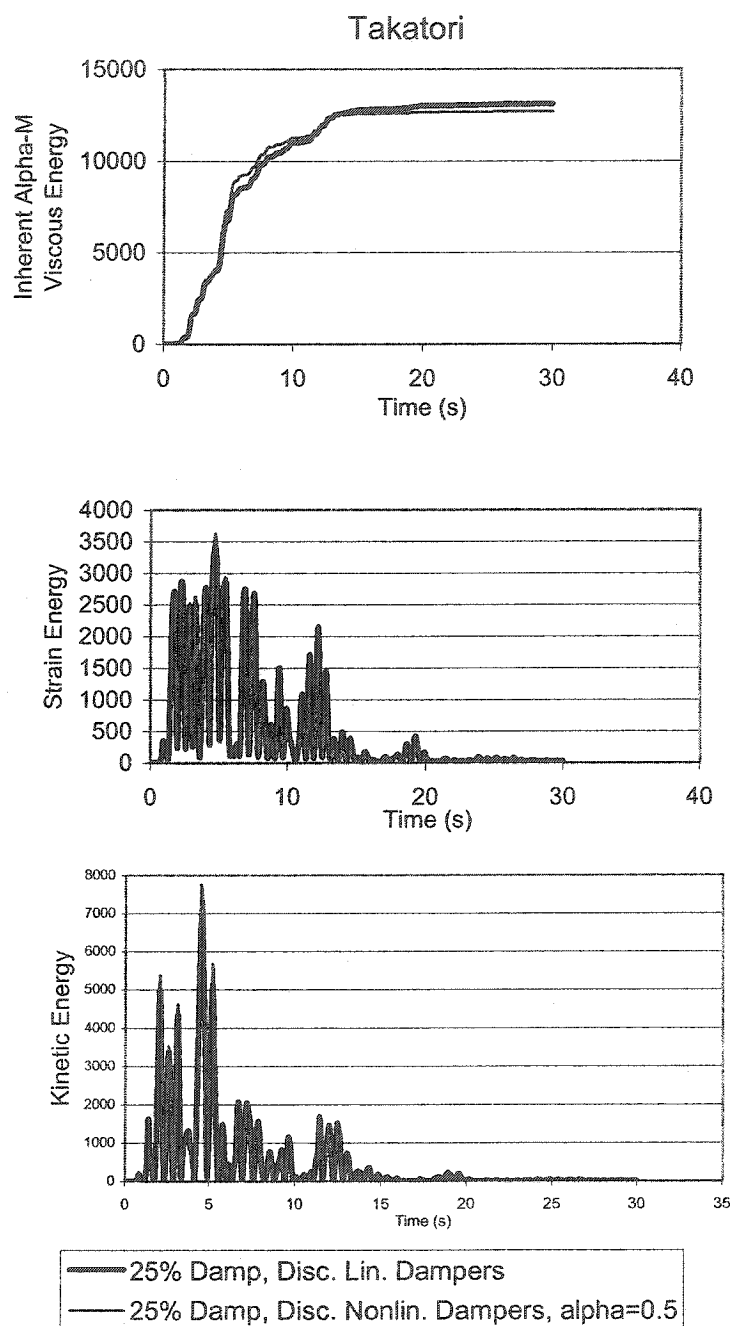 Takatori
Inherent Alpha-M
Viscous Energy
15000
10000
5000
0
0 10 20 30 40
Time (s)
Strain Energy
4000
3500
3000
2500
2000
1500
1000
500
0
0 10 20 30 40
Time (s)
Kinetic Energy
8000
7000
6000
5000
4000
3000
2000
1000
0
0 5 10 15 20 25 30 35
Time (s)
25% Damp, Disc. Lin. Dampers
25% Damp, Disc. Nonlin. Dampers, alpha=0.5